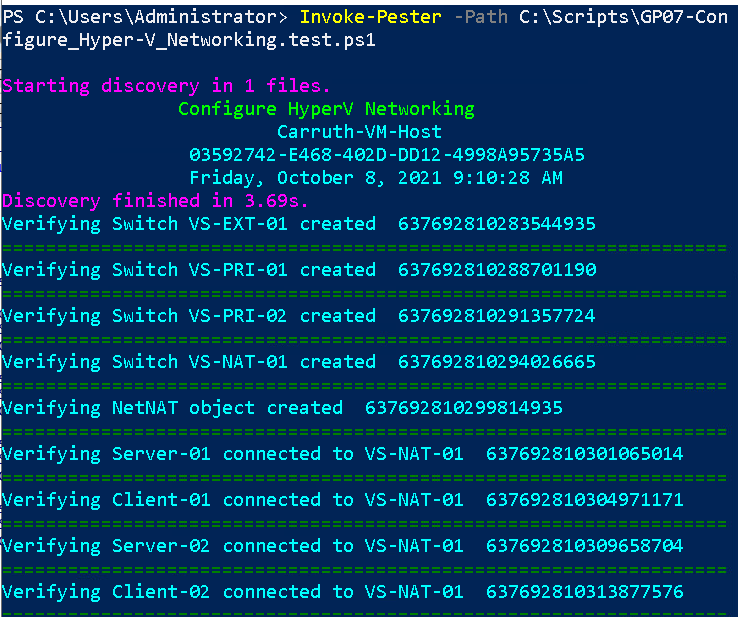 PS C:\Users\Administrator> Invoke-Pester -Path C:\Scripts\GP07-Con
figure_Hyper-V_Networking.test.ps1
Starting discovery in 1 files.
Configure HyperV Networking
Carruth-VM-Host
03592742-E468-402D-DD12-4998A95735A5
Friday, October 8, 2021 9:10:28 AM
Discovery finished in 3.69s.
Verifying Switch VS-EXT-01 created  637692810283544935
==================================================================
Verifying Switch VS-PRI-01 created  637692810288701190
==================================================================
Verifying Switch VS-PRI-02 created  637692810291357724
==================================================================
Verifying Switch VS-NAT-01 created  637692810294026665
==================================================================
Verifying NetNAT object created  637692810299814935
==================================================================
Verifying Server-01 connected to VS-NAT-01  637692810301065014
==================================================================
Verifying Client-01 connected to VS-NAT-01  637692810304971171
==================================================================
Verifying Server-02 connected to VS-NAT-01  637692810309658704
==================================================================
Verifying Client-02 connected to VS-NAT-01  637692810313877576
==================================================================